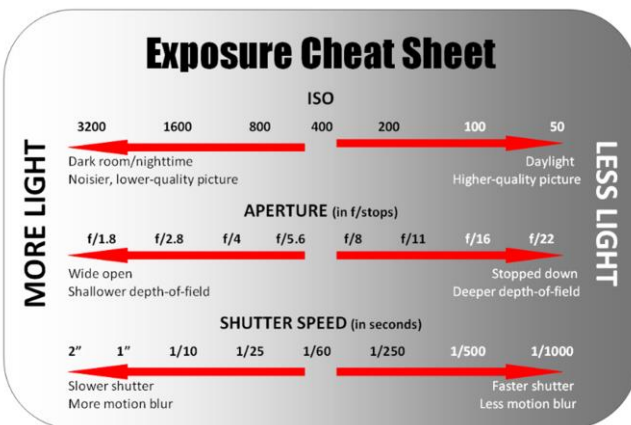 Exposure Cheat Sheet
ISO
3200 1600 800 400 200 100 50
Dark room/nighttime
Noisier, lower-quality picture
Daylight
Higher-quality picture
MORE LIGHT
LESS LIGHT
APERTURE (in f/stops)
f/1.8 f/2.8 f/4 f/5.6 f/8 f/11 f/16 f/22
Wide open
Shallower depth-of-field
Stopped down
Deeper depth-of-field
SHUTTER SPEED (in seconds)
2” 1” 1/10 1/25 1/60 1/250 1/500 1/1000
Slower shutter
More motion blur
Faster shutter
Less motion blur